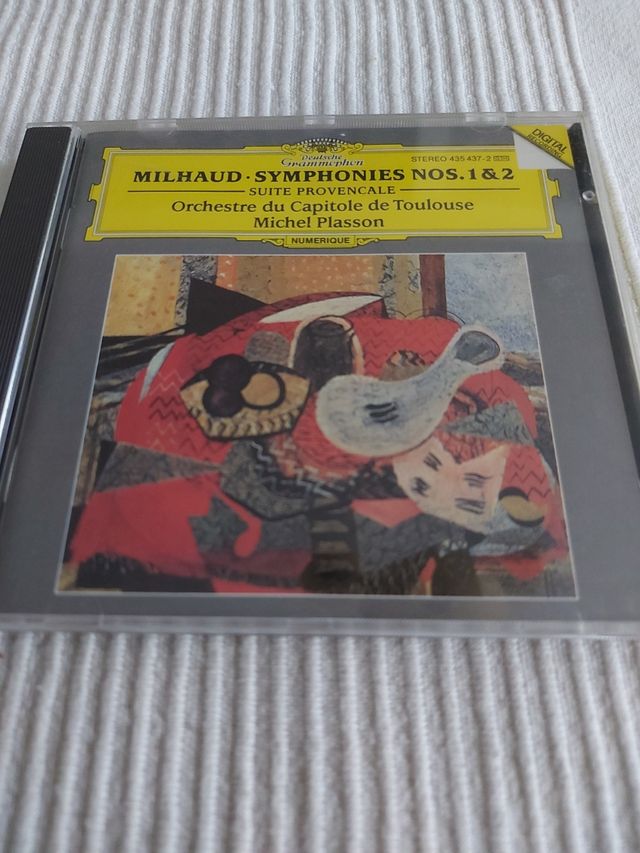 Deutsche
Grammophon
STEREO 435 437-2
DIGITAL
RECORDING
MILHAUD · SYMPHONIES NOS. 1 & 2
SUITE PROVENCALE
Orchestre du Capitole de Toulouse
Michel Plasson
NUMERIQUE